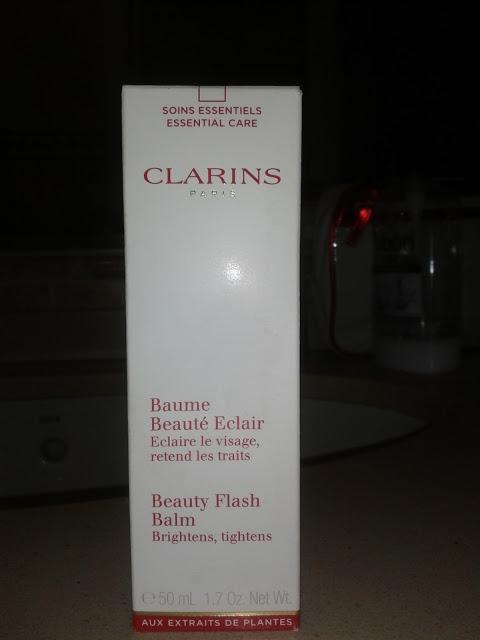 SOINS ESSENTIELS
ESSENTIAL CARE
CLARINS
PARIS
Baume
Beauté Eclair
Eclaire le visage,
retend les traits
Beauty Flash
Balm
Brightens, tightens
℮ 50 mL 1.7 Oz. Net Wt.
AUX EXTRAITS DE PLANTES